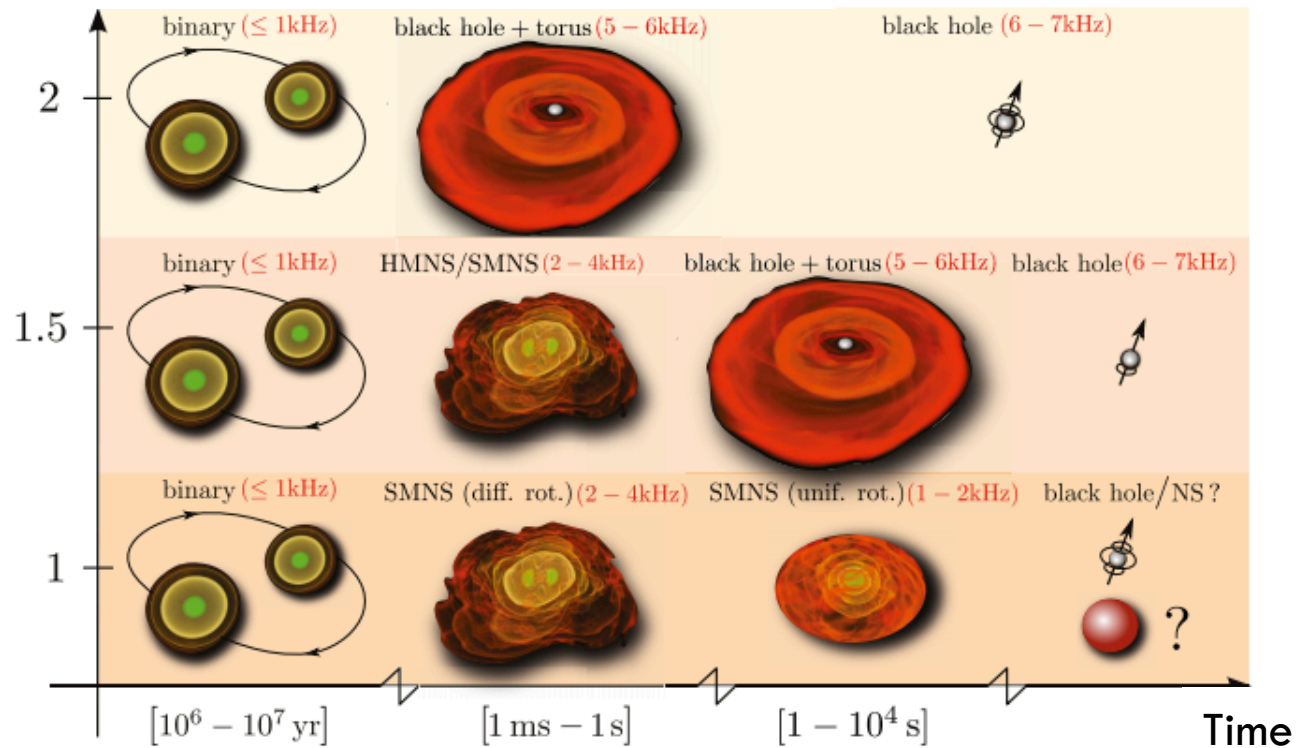 binary (≤ 1kHz) black hole + torus (5 − 6kHz) black hole (6 − 7kHz)
2
binary (≤ 1kHz) HMNS/SMNS (2 − 4kHz) black hole + torus (5 − 6kHz) black hole (6 − 7kHz)
1.5
binary (≤ 1kHz) SMNS (diff. rot.) (2 − 4kHz) SMNS (unif. rot.) (1 − 2kHz) black hole/NS ?
1
?
[10⁶ − 10⁷ yr] [1 ms − 1 s] [1 − 10⁴ s] Time